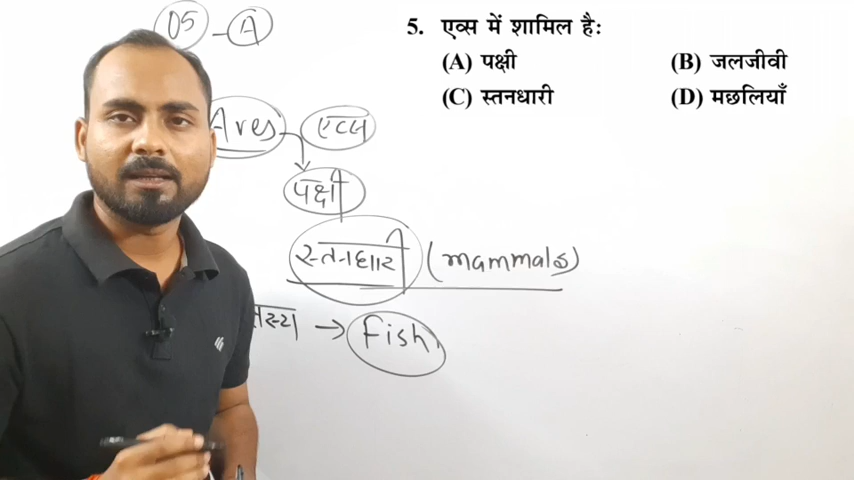 05 - A
5. एव्स में शामिल है:
(A) पक्षी (B) जलजीवी
(C) स्तनधारी (D) मछलियाँ
Aves एव्स
पक्षी
स्तनधारी (mammals)
→ Fish